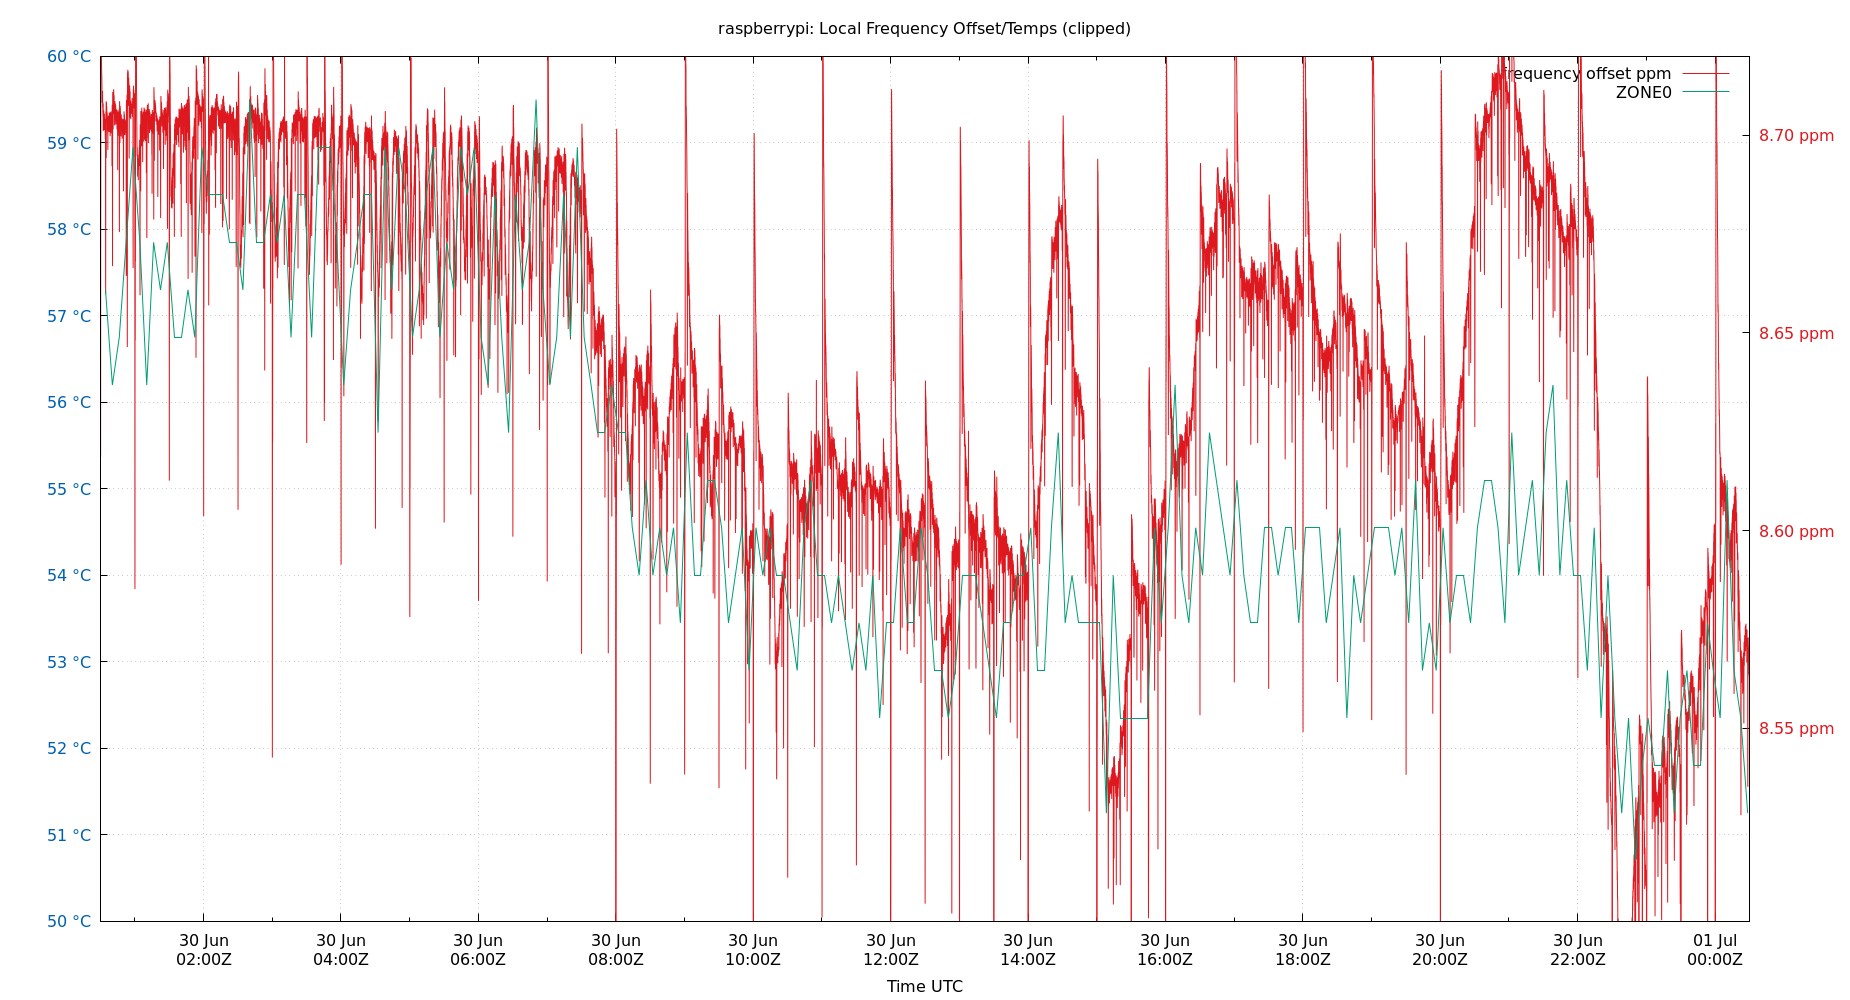 raspberrypi: Local Frequency Offset/Temps (clipped)
60 °C
59 °C
58 °C
57 °C
56 °C
55 °C
54 °C
53 °C
52 °C
51 °C
50 °C
frequency offset ppm
ZONE0
8.70 ppm
8.65 ppm
8.60 ppm
8.55 ppm
30 Jun 30 Jun 30 Jun 30 Jun 30 Jun 30 Jun 30 Jun 30 Jun 30 Jun 30 Jun 30 Jun 01 Jul
02:00Z 04:00Z 06:00Z 08:00Z 10:00Z 12:00Z 14:00Z 16:00Z 18:00Z 20:00Z 22:00Z 00:00Z
Time UTC